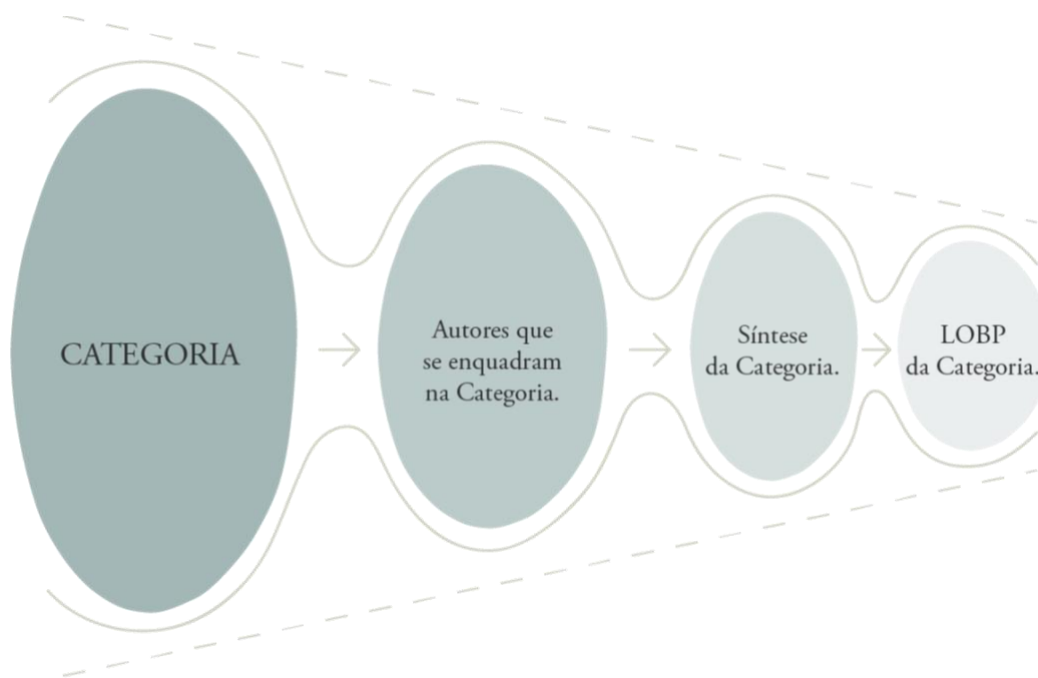 CATEGORIA
Autores que
se enquadram
na Categoria.
Síntese
da Categoria.
LOBP
da Categoria.